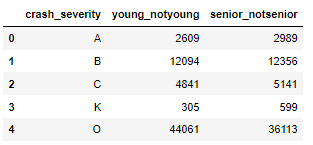 crash_severity young_notyoung senior_notsenior
0 A 2609 2989
1 B 12094 12356
2 C 4841 5141
3 K 305 599
4 O 44061 36113